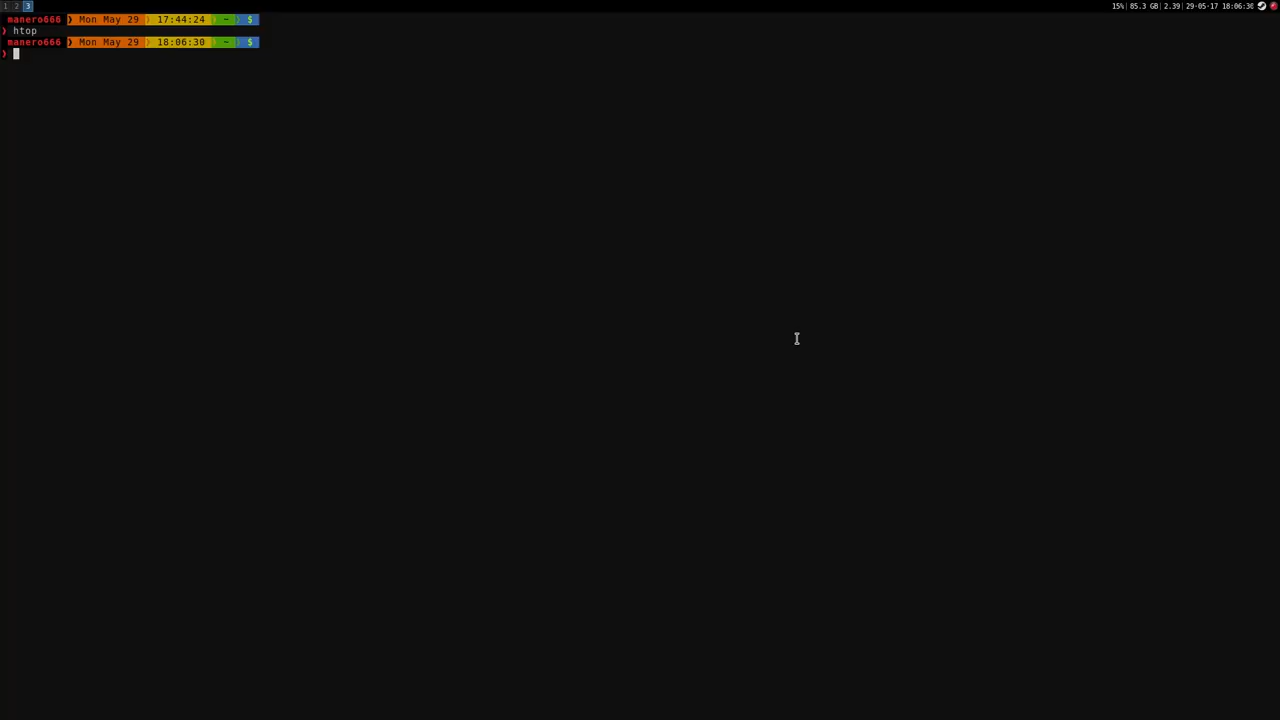 1 2 3
15%| 85.3 GB| 2.39| 29-05-17 18:06:30
manero666 ❯ Mon May 29 ❯ 17:44:24 ❯ ~ ❯ $
❯ htop
manero666 ❯ Mon May 29 ❯ 18:06:30 ❯ ~ ❯ $
❯